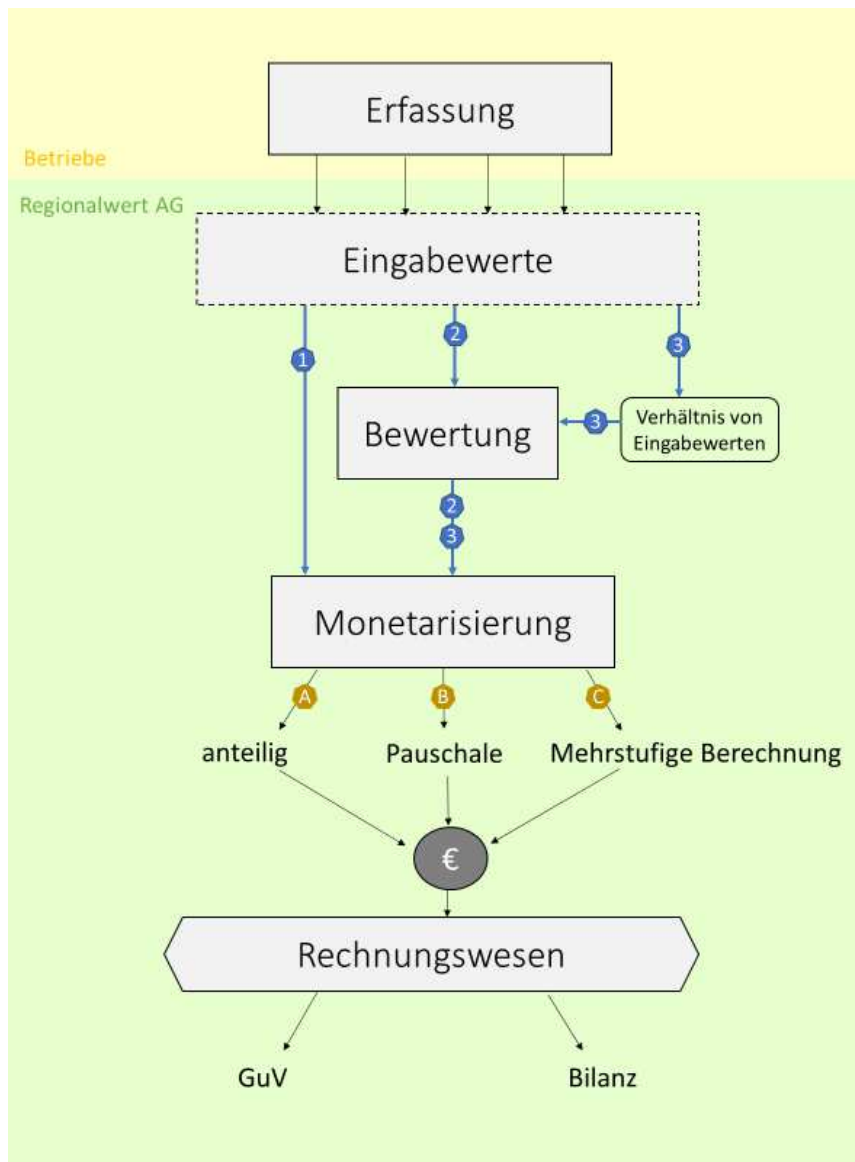 Erfassung
Betriebe
Regionalwert AG
Eingabewerte
1
2
3
Bewertung
3
Verhältnis von
Eingabewerten
2
3
Monetarisierung
A
B
C
anteilig
Pauschale
Mehrstufige Berechnung
€
Rechnungswesen
GuV
Bilanz